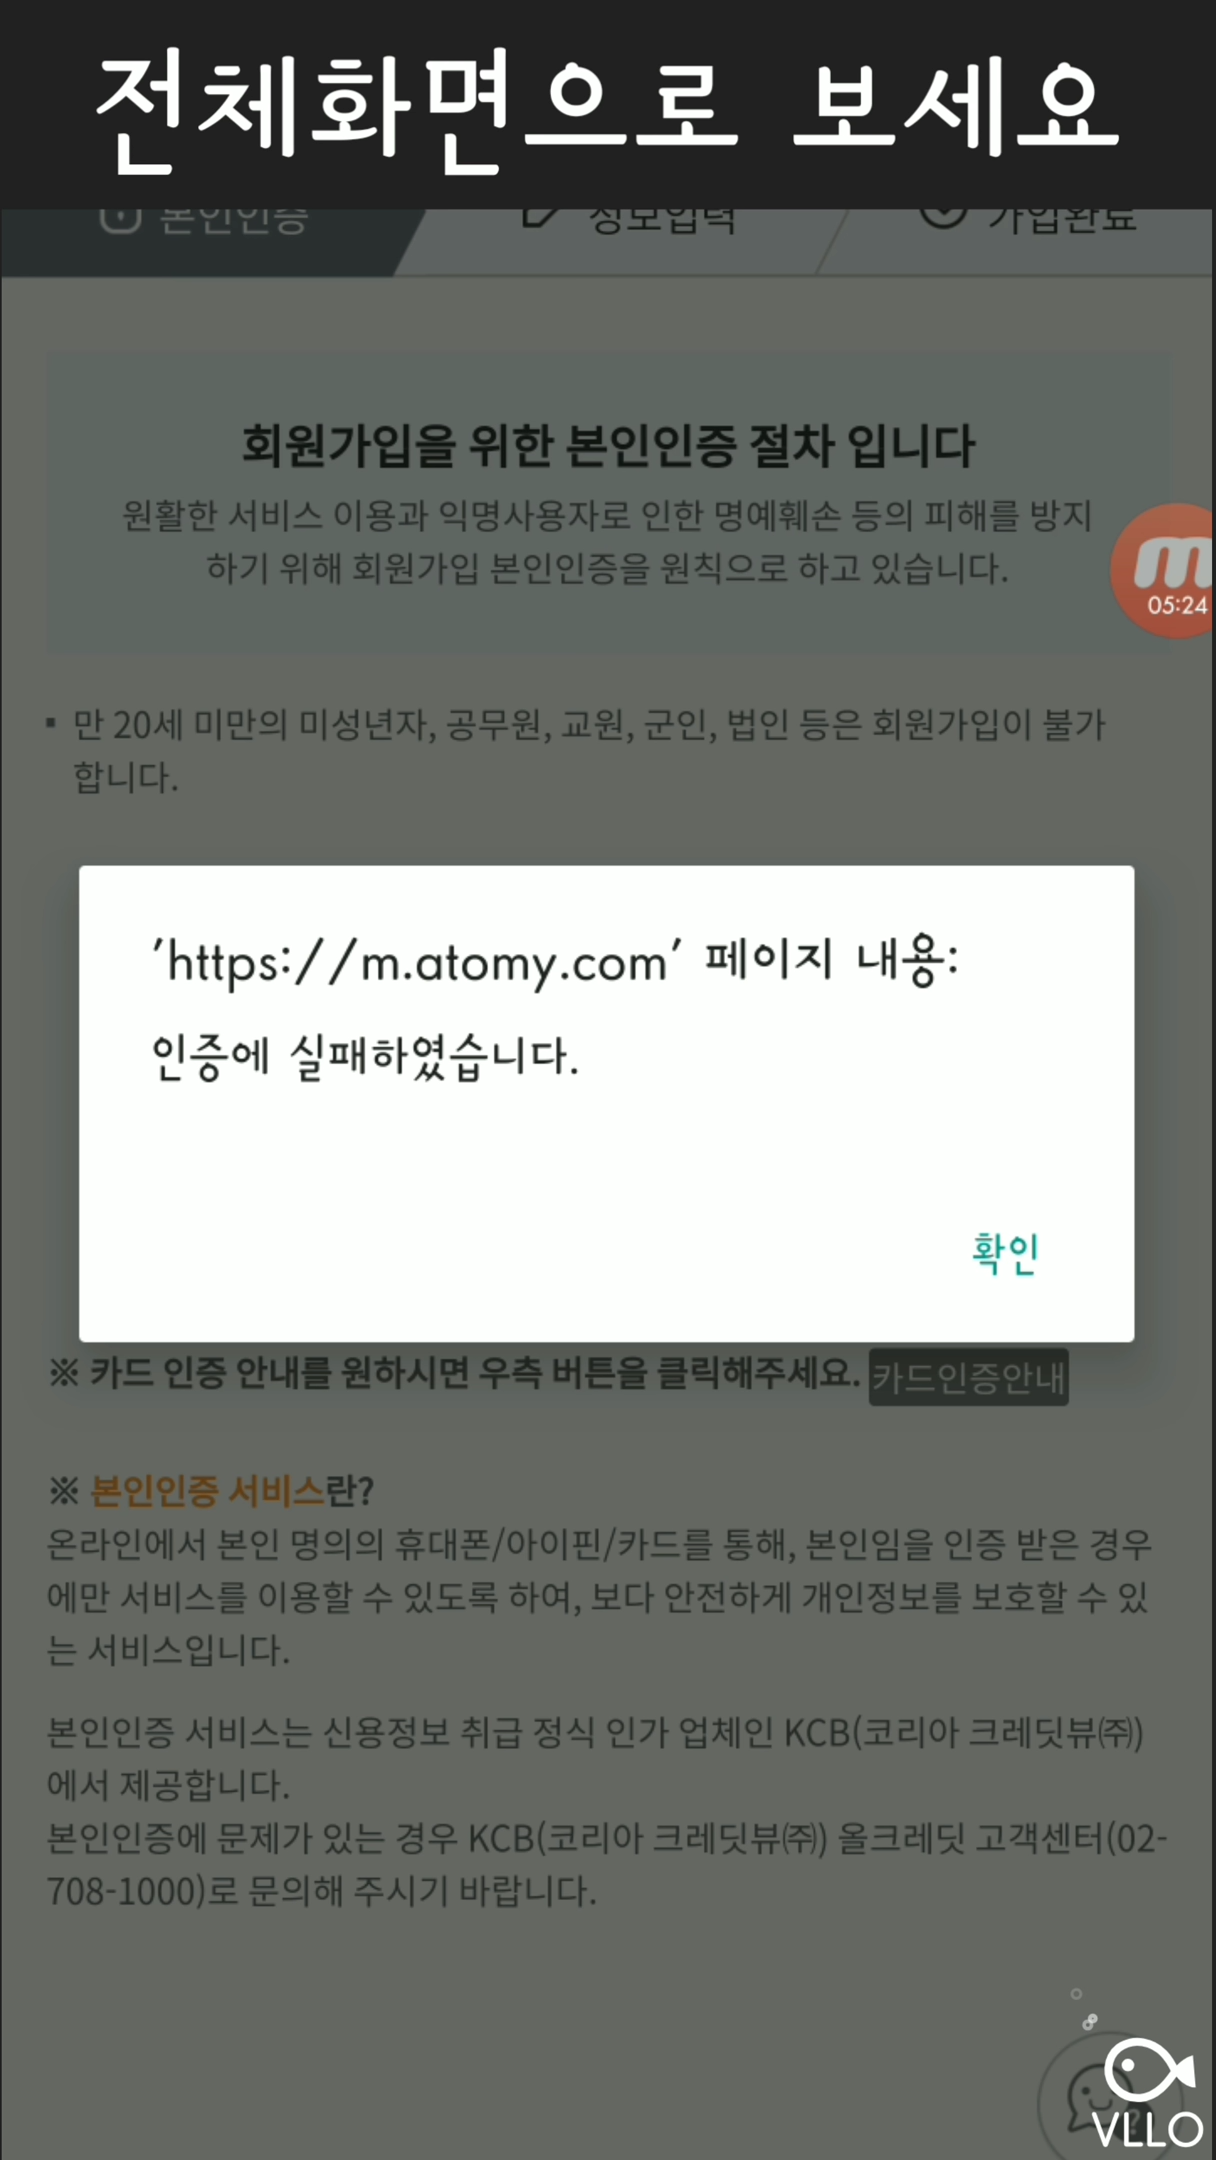 전체화면으로 보세요
본인인증 정보입력 가입완료
회원가입을 위한 본인인증 절차 입니다
원활한 서비스 이용과 익명사용자로 인한 명예훼손 등의 피해를 방지
하기 위해 회원가입 본인인증을 원칙으로 하고 있습니다.
m
05:24
▪ 만 20세 미만의 미성년자, 공무원, 교원, 군인, 법인 등은 회원가입이 불가
합니다.
'https://m.atomy.com' 페이지 내용:
인증에 실패하였습니다.
확인
※ 카드 인증 안내를 원하시면 우측 버튼을 클릭해주세요. 카드인증안내
※ 본인인증 서비스란?
온라인에서 본인 명의의 휴대폰/아이핀/카드를 통해, 본인임을 인증 받은 경우
에만 서비스를 이용할 수 있도록 하여, 보다 안전하게 개인정보를 보호할 수 있
는 서비스입니다.
본인인증 서비스는 신용정보 취급 정식 인가 업체인 KCB(코리아 크레딧뷰㈜)
에서 제공합니다.
본인인증에 문제가 있는 경우 KCB(코리아 크레딧뷰㈜) 올크레딧 고객센터(02-
708-1000)로 문의해 주시기 바랍니다.
?
VLLO